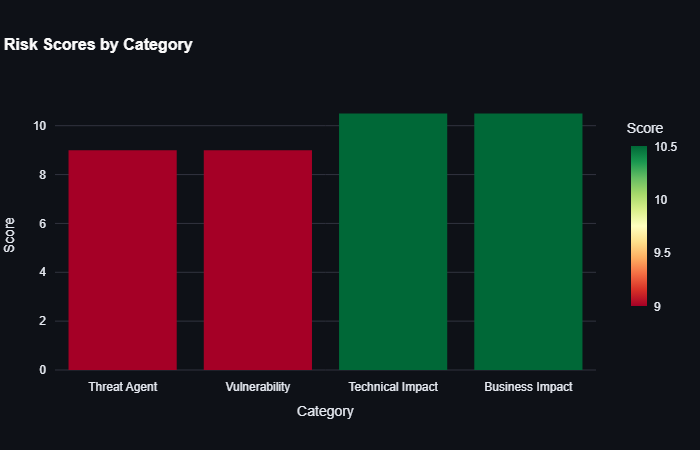 Risk Scores by Category
Score
10
8
6
4
2
0
Threat Agent
Vulnerability
Technical Impact
Business Impact
Category
Score
10.5
10
9.5
9